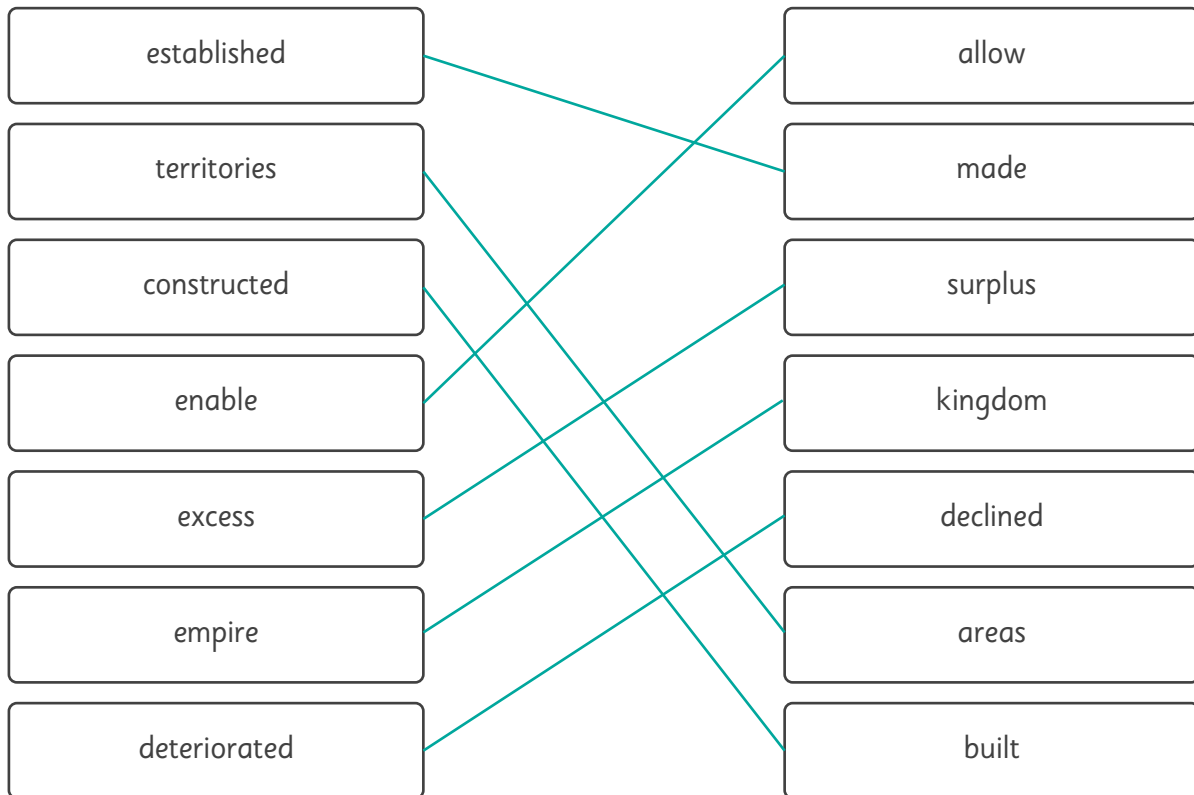 established
allow
territories
made
constructed
surplus
enable
kingdom
excess
declined
empire
areas
deteriorated
built